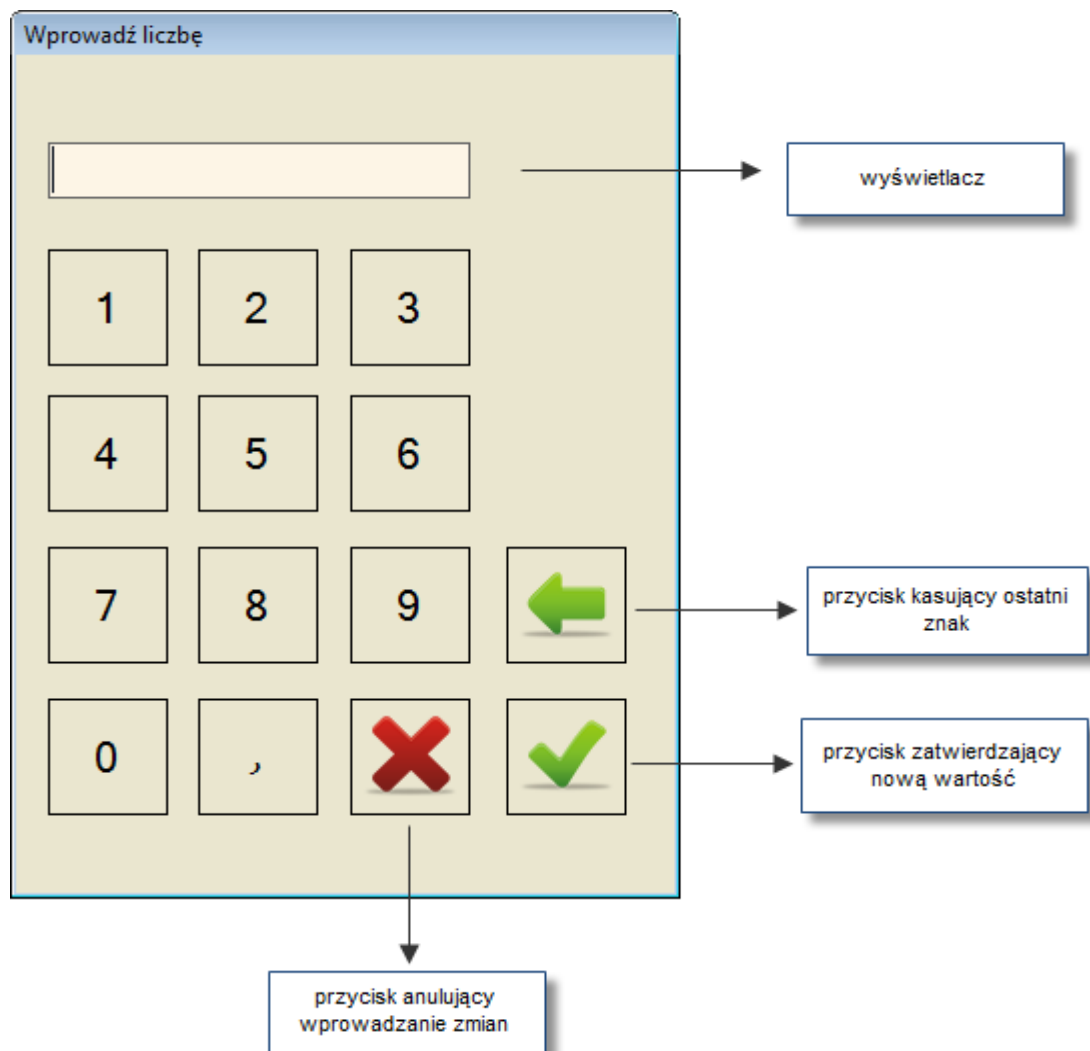 Wprowadź liczbę
wyświetlacz
1 2 3
4 5 6
7 8 9
przycisk kasujący ostatni
znak
0 ,
przycisk zatwierdzający
nową wartość
przycisk anulujący
wprowadzanie zmian